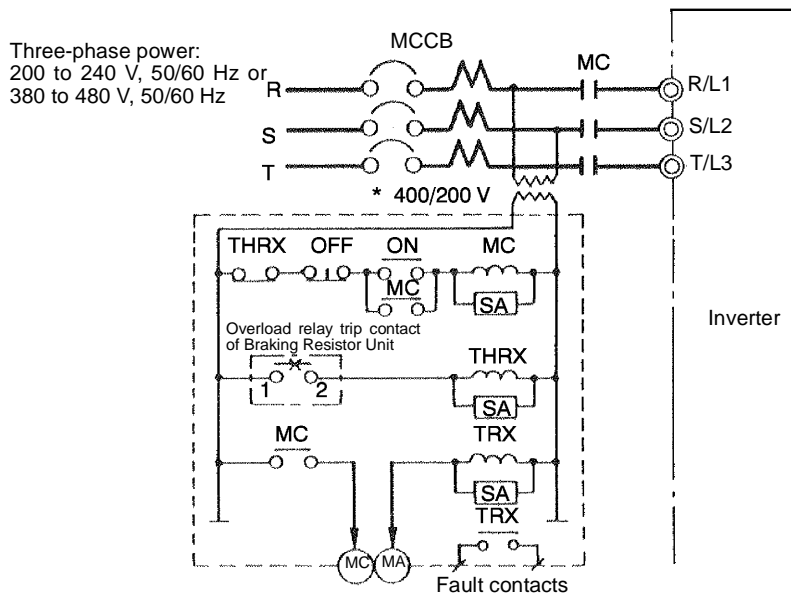 Three-phase power:
200 to 240 V, 50/60 Hz or
380 to 480 V, 50/60 Hz
MCCB
MC
R
R/L1
S
S/L2
T
T/L3
* 400/200 V
THRX OFF ON MC
MC
SA
Overload relay trip contact
of Braking Resistor Unit
THRX
1 2
SA
MC
TRX
SA
TRX
MC MA
Fault contacts
Inverter